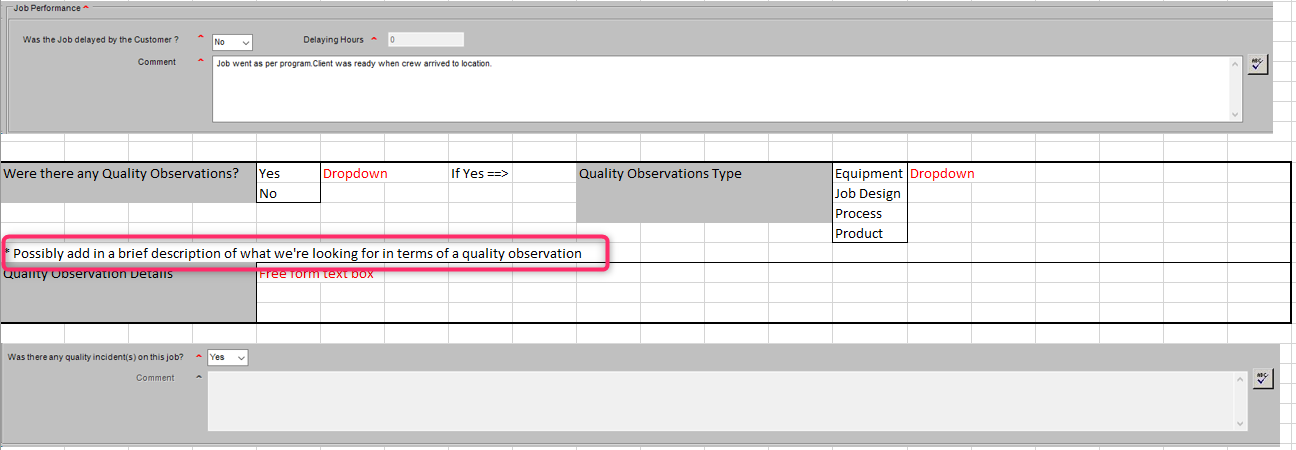 Job Performance ^
Was the Job delayed by the Customer ? ^ No Delaying Hours ^ 0
Comment ^ Job went as per program.Client was ready when crew arrived to location.
ABC
Were there any Quality Observations? Yes Dropdown If Yes ==> Quality Observations Type Equipment Dropdown
No Job Design
Process
Product
* Possibly add in a brief description of what we're looking for in terms of a quality observation
Quality Observation Details Free form text box
Was there any quality incident(s) on this job? ^ Yes
Comment ^
ABC